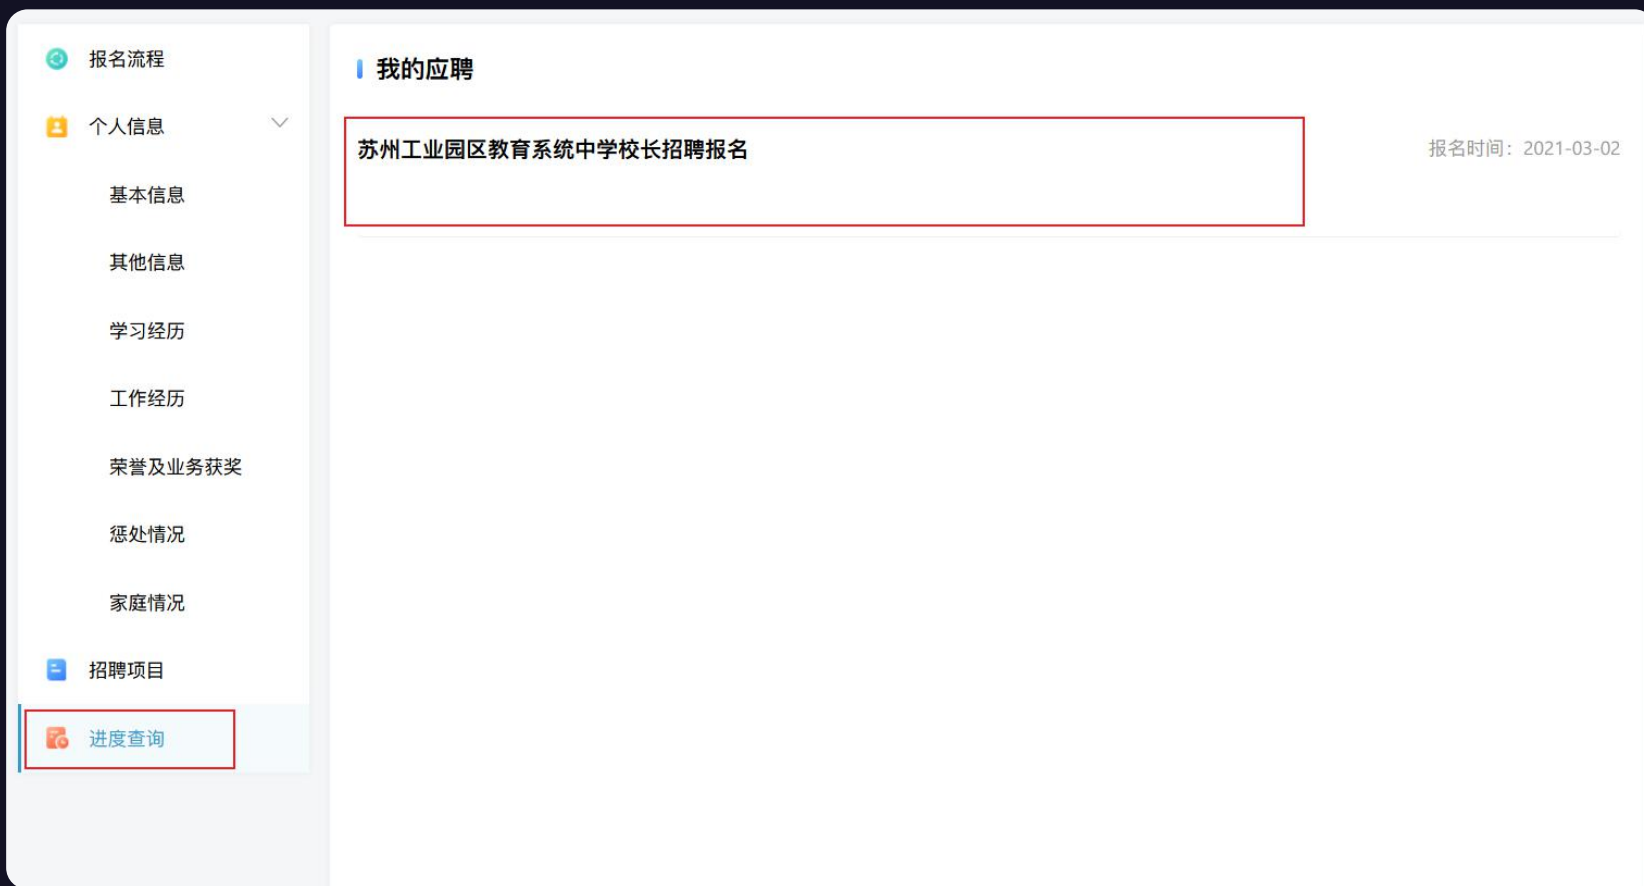 报名流程
个人信息
基本信息
其他信息
学习经历
工作经历
荣誉及业务获奖
惩处情况
家庭情况
招聘项目
进度查询
我的应聘
苏州工业园区教育系统中学校长招聘报名
报名时间：2021-03-02